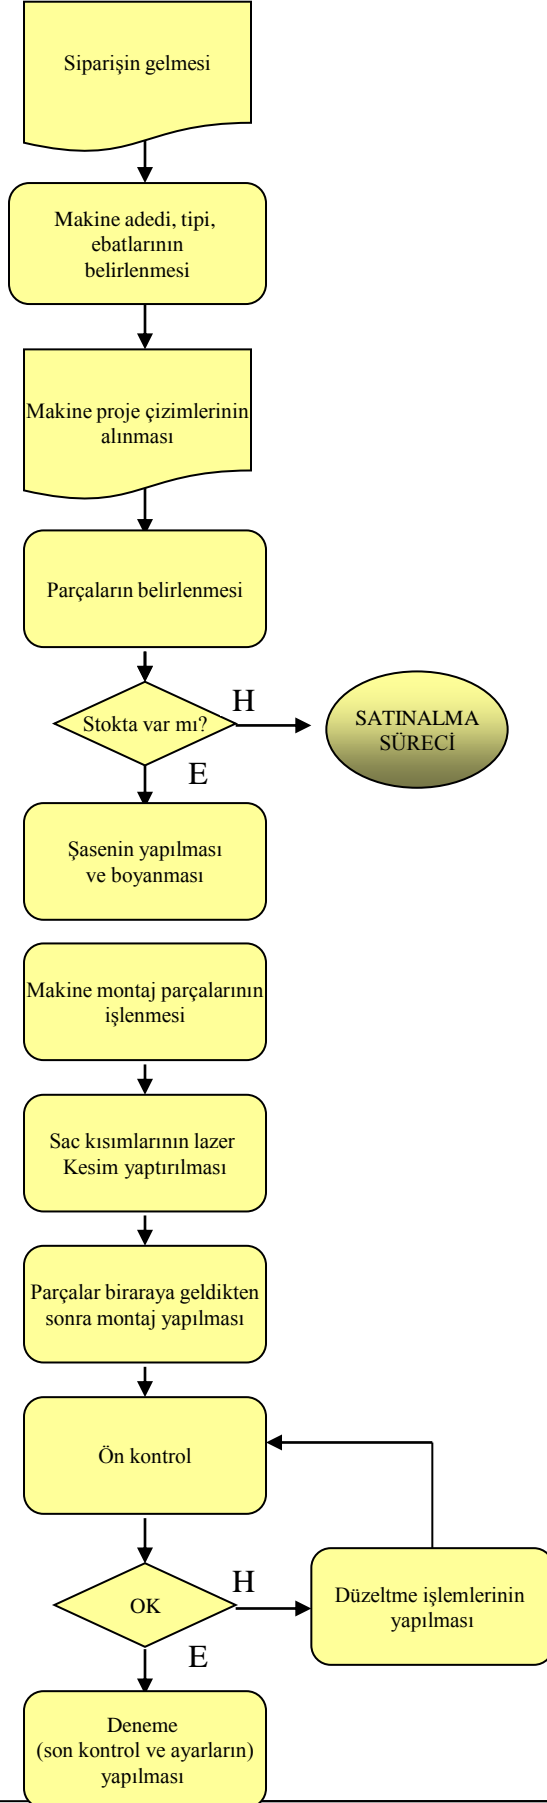 Siparişin gelmesi
Makine adedi, tipi,
ebatlarının
belirlenmesi
Makine proje çizimlerinin
alınması
Parçaların belirlenmesi
Stokta var mı?
H
SATINALMA
SÜRECİ
E
Şasenin yapılması
ve boyanması
Makine montaj parçalarının
işlenmesi
Sac kısımlarının lazer
Kesim yaptırılması
Parçalar biraraya geldikten
sonra montaj yapılması
Ön kontrol
OK
H
Düzeltme işlemlerinin
yapılması
E
Deneme
(son kontrol ve ayarların)
yapılması